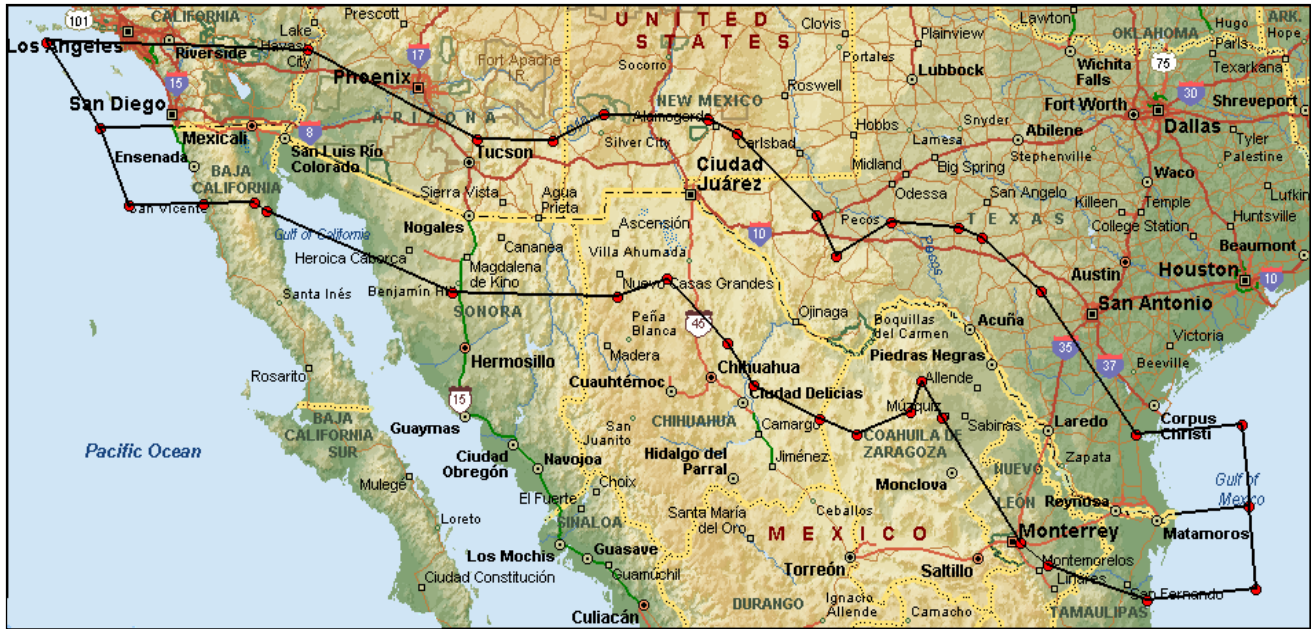 CALIFORNIA
101
Los Angeles
Riverside
Lake
Havasu
City
Prescott
17
Phoenix
Fort Apache
I.R.
UNITED
STATES
Socorro
Clovis
Portales
Plainview
Lubbock
Roswell
Lawton
Wichita
Falls
OKLAHOMA
75
Hugo
Paris
ARK.
Hope
Texarkana
15
San Diego
Mexicali
8
San Luis Río
Colorado
ARIZONA
Tucson
Silver City
NEW MEXICO
Alamogordo
Carlsbad
Hobbs
Lamesa
Snyder
Abilene
Stephenville
Fort Worth
Dallas
30
Shreveport
Tyler
Palestine
Ensenada
BAJA
CALIFORNIA
San Vicente
Sierra Vista
Agua
Prieta
Ciudad
Juárez
Midland
Big Spring
Odessa
San Angelo
Waco
Killeen
Temple
Lufkin
Huntsville
College Station
Beaumont
Gulf of California
Nogales
Cananea
Heroica Caborca
Magdalena
de Kino
Ascensión
Villa Ahumada
10
Pecos
Pecos
TEXAS
10
Austin
Houston
10
San Antonio
Santa Inés
Benjamín Hill
SONORA
Nuevo Casas Grandes
Peña
Blanca
45
Ojinaga
Boquillas
del Carmen
Acuña
35
37
Victoria
Beeville
Hermosillo
Madera
Cuauhtémoc
Chihuahua
Ciudad Delicias
Piedras Negras
Allende
Rosarito
15
Guaymas
BAJA
CALIFORNIA
SUR
CHIHUAHUA
San
Juanito
Camargo
Múzquiz
Sabinas
COAHUILA DE
ZARAGOZA
Laredo
Corpus
Christi
Pacific Ocean
Ciudad
Obregón
Navojoa
Hidalgo del
Parral
Jiménez
Monclova
NUEVO
LEÓN
Zapata
Gulf of
Mexico
Mulegé
El Fuerte
Choix
SINALOA
Santa María
del Oro
Ceballos
Reynosa
Matamoros
Loreto
Los Mochis
Guasave
Guamúchil
MEXICO
Torreón
Saltillo
Monterrey
Montemorelos
Linares
San Fernando
Ciudad Constitución
Culiacán
DURANGO
Ignacio
Allende
Camacho
TAMAULIPAS